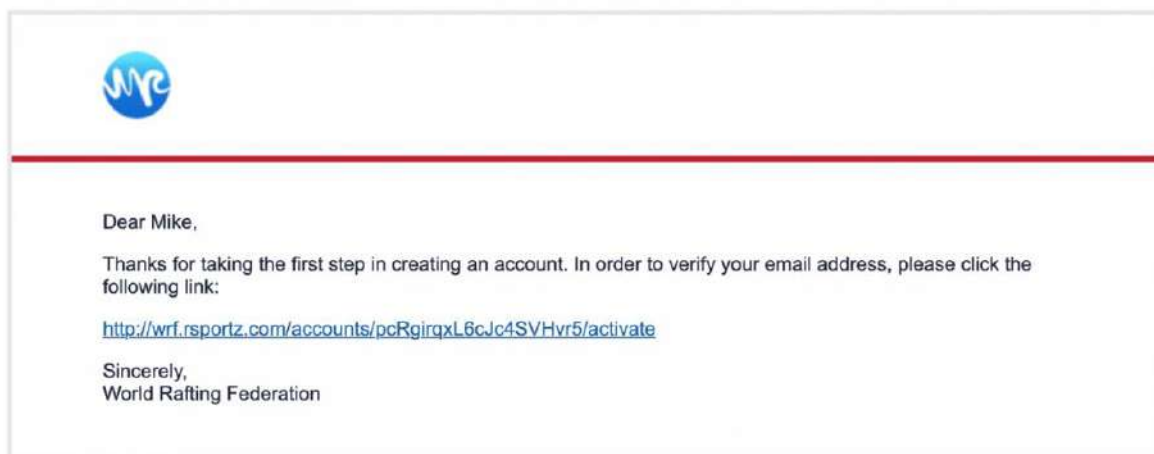 Dear Mike,
Thanks for taking the first step in creating an account. In order to verify your email address, please click the
following link:
http://wrf.rsportz.com/accounts/pcRgirqxL6cJc4SVHvr5/activate
Sincerely,
World Rafting Federation